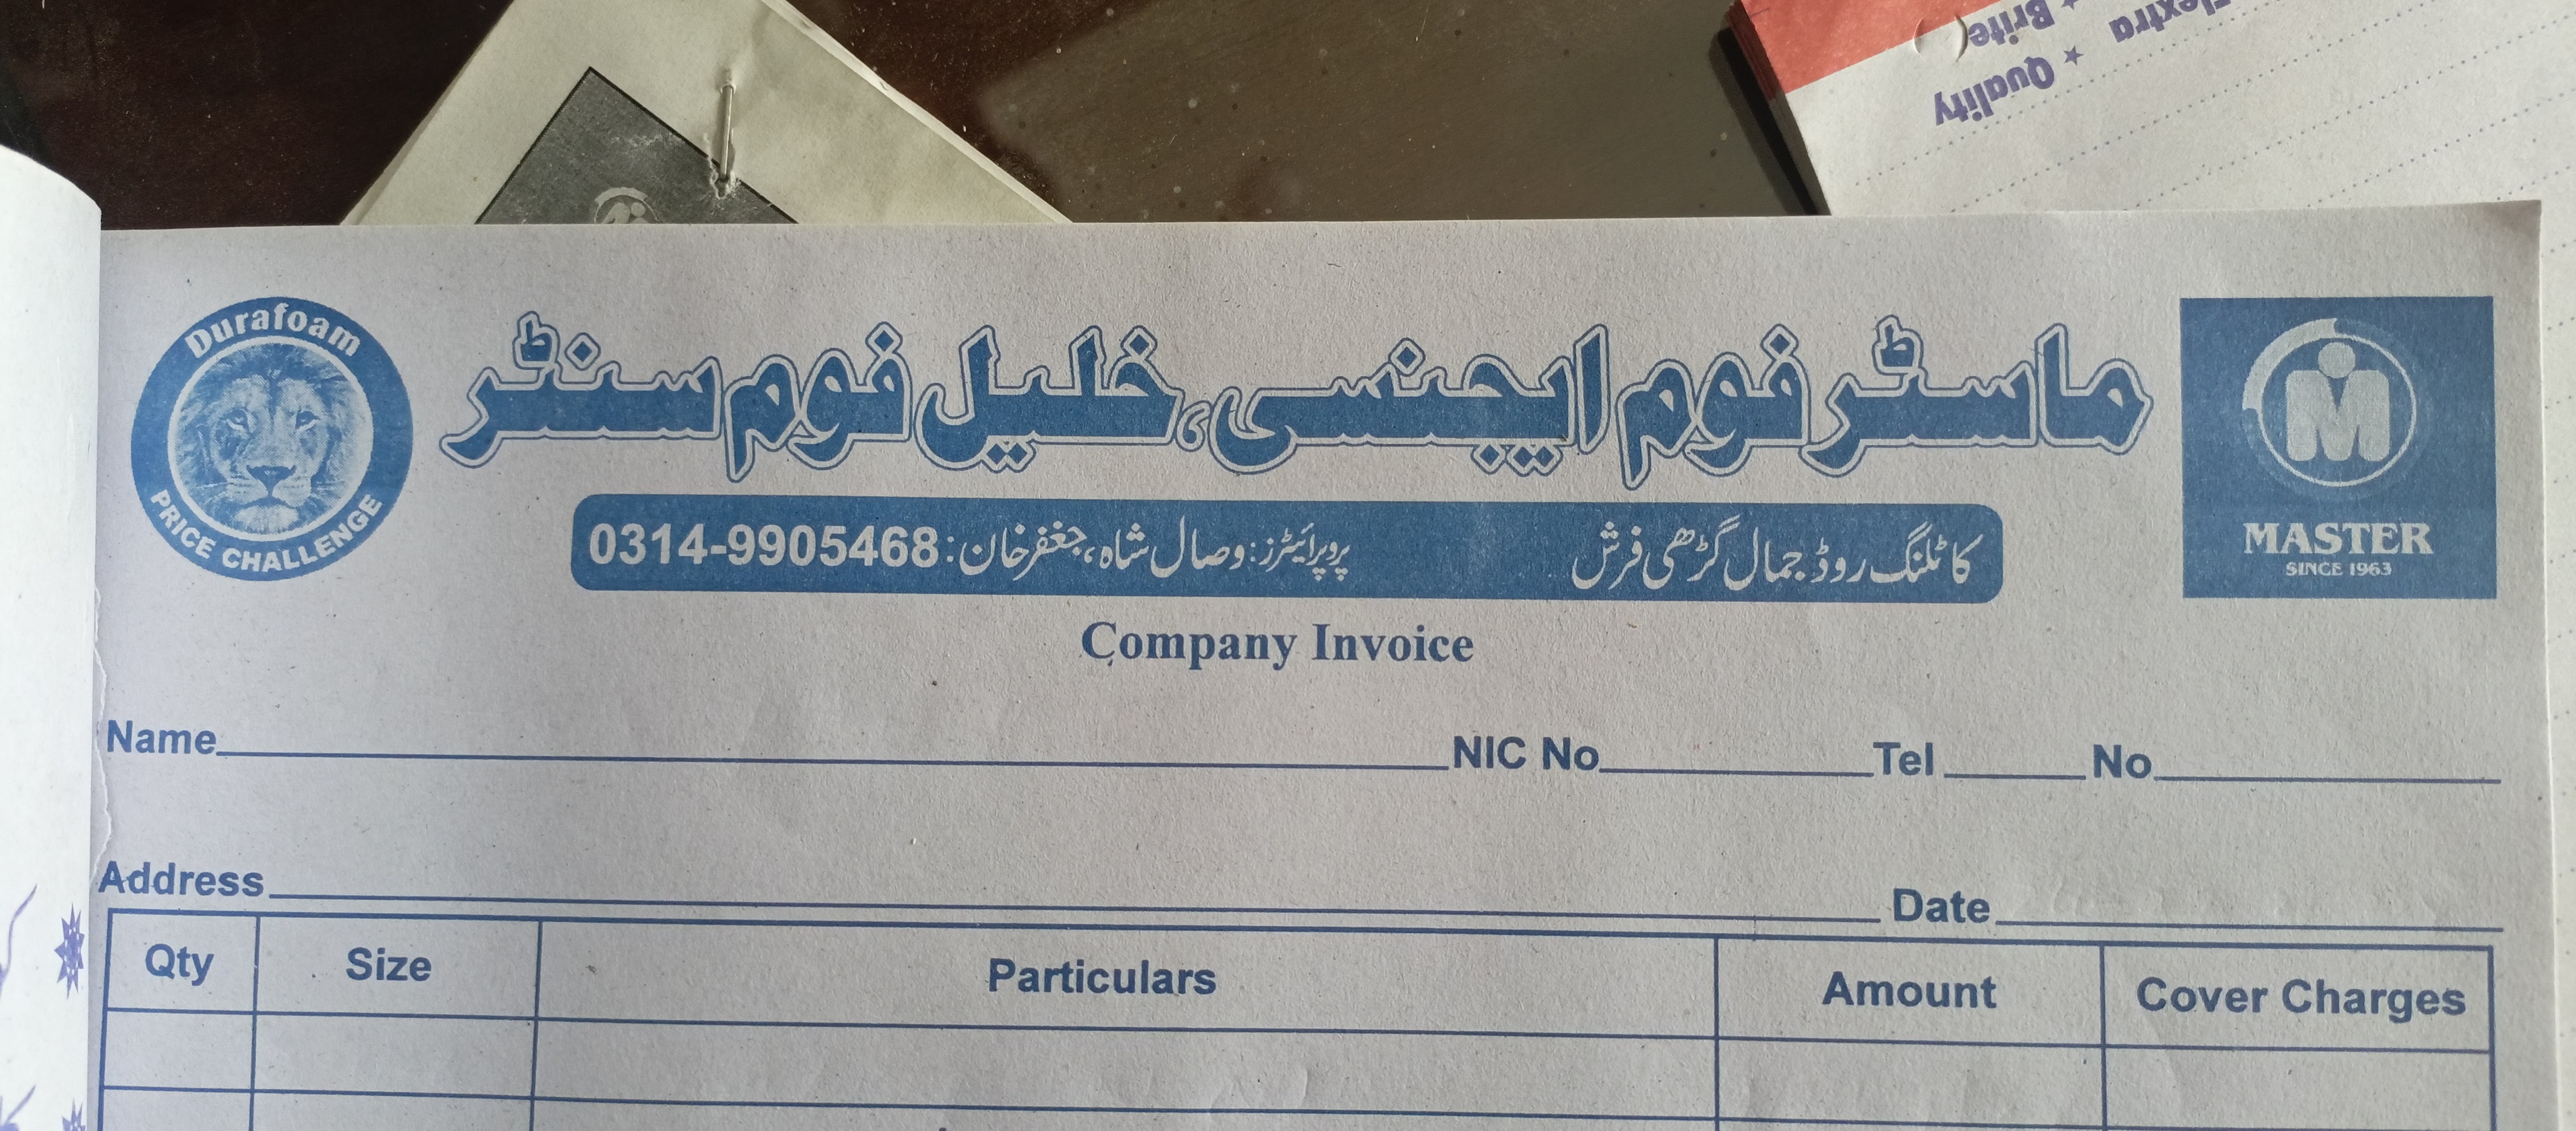 Flextra
★ Brite
Quality ★
Durafoam
PRICE CHALLENGE
ماسٹر فوم ایجنسی، خلیل فوم سنٹر
M
MASTER
SINCE 1963
کاٹلنگ روڈ جمال گڑھی فرش
پروپرائیٹرز: وصال شاہ، جغفر خان: 0314-9905468
Company Invoice
Name NIC No Tel No
Address Date
Qty Size Particulars Amount Cover Charges